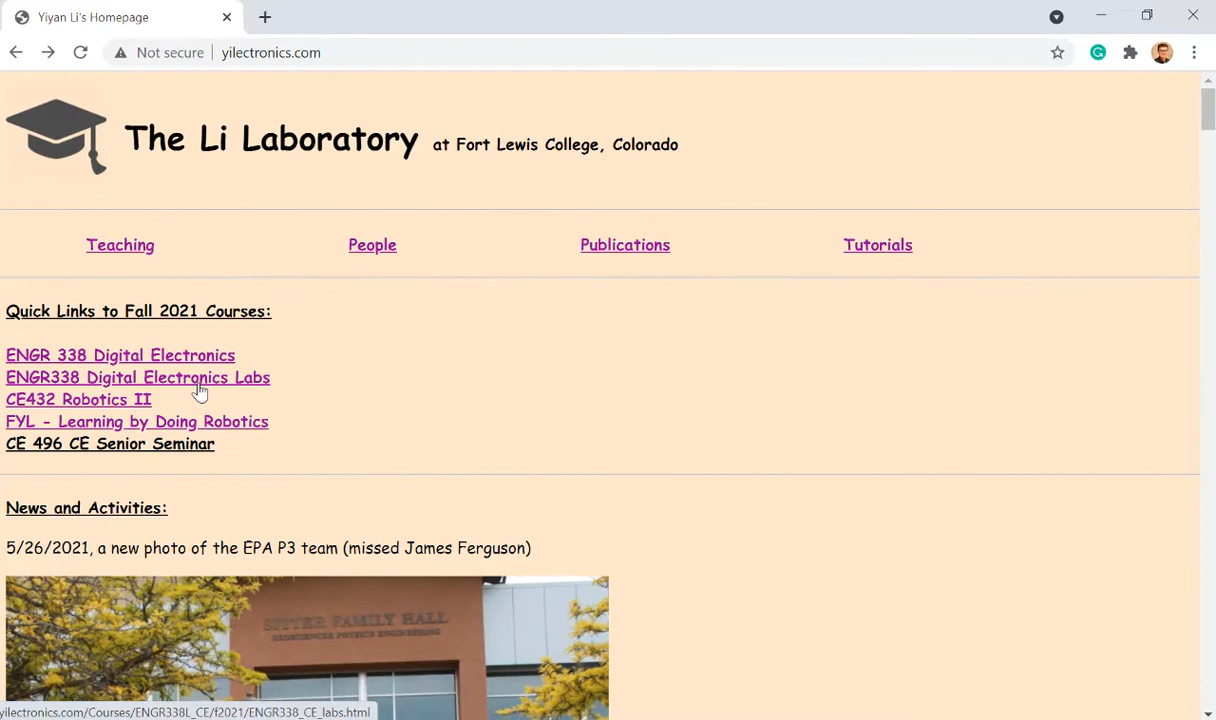 Yiyan Li's Homepage
Not secure | yilectronics.com
The Li Laboratory at Fort Lewis College, Colorado
Teaching People Publications Tutorials
Quick Links to Fall 2021 Courses:
ENGR 338 Digital Electronics
ENGR338 Digital Electronics Labs
CE432 Robotics II
FYL - Learning by Doing Robotics
CE 496 CE Senior Seminar
News and Activities:
5/26/2021, a new photo of the EPA P3 team (missed James Ferguson)
SITTER FAMILY HALL
GEOSCIENCES PHYSICS ENGINEERING
yilectronics.com/Courses/ENGR338L_CE/f2021/ENGR338_CE_labs.html